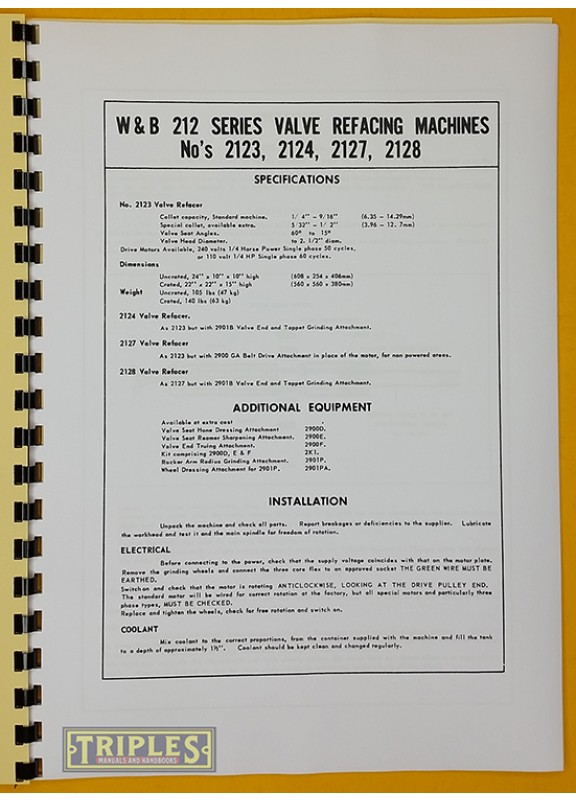 W & B 212 SERIES VALVE REFACING MACHINES
No's 2123, 2124, 2127, 2128
SPECIFICATIONS
No. 2123 Valve Refacer
Collet capacity, Standard machine. 1/ 4" – 9/16" (6.35 - 14.29mm)
Special collet, available extra. 5/32" – 1/ 2" (3.96 – 12. 7mm)
Valve Seat Angles. 60° to 15°
Valve Head Diameter. to 2. 1/2" diam.
Drive Motors Available, 240 volts 1/4 Horse Power Single phase 50 cycles,
or 110 volt 1/4 HP Single phase 60 cycles.
Dimensions
Uncrated, 24" x 10" x 10" high (608 x 254 x 406mm)
Crated, 22" x 22" x 15" high (560 x 560 x 380mm)
Weight Uncrated, 105 lbs (47 kg)
Crated, 140 lbs (63 kg)
2124 Valve Refacer.
As 2123 but with 2901B Valve End and Tappet Grinding Attachment.
2127 Valve Refacer
As 2123 but with 2900 GA Belt Drive Attachment in place of the motor, for non powered areas.
2128 Valve Refacer
As 2127 but with 2901B Valve End and Tappet Grinding Attachment.
ADDITIONAL EQUIPMENT
Available at extra cost
Valve Seat Hone Dressing Attachment 2900D.
Valve Seat Reamer Sharpening Attachment. 2900E.
Valve End Truing Attachment. 2900F.
Kit comprising 2900D, E & F 2K1.
Rocker Arm Radius Grinding Attachment. 2901P.
Wheel Dressing Attachment for 2901P. 2901PA.
INSTALLATION
Unpack the machine and check all parts. Report breakages or deficiencies to the supplier. Lubricate
the workhead and test it and the main spindle for freedom of rotation.
ELECTRICAL
Before connecting to the power, check that the supply voltage coincides with that on the motor plate.
Remove the grinding wheels and connect the three core flex to an approved socket THE GREEN WIRE MUST BE
EARTHED.
Switch on and check that the motor is rotating ANTICLOCKWISE, LOOKING AT THE DRIVE PULLEY END.
The standard motor will be wired for correct rotation at the factory, but all special motors and particularly three
phase types, MUST BE CHECKED.
Replace and tighten the wheels, check for free rotation and switch on.
COOLANT
Mix coolant to the correct proportions, from the container supplied with the machine and fill the tank
to a depth of approximately 1½". Coolant should be kept clean and changed regularly.
TRIPLES
MANUALS AND HANDBOOKS